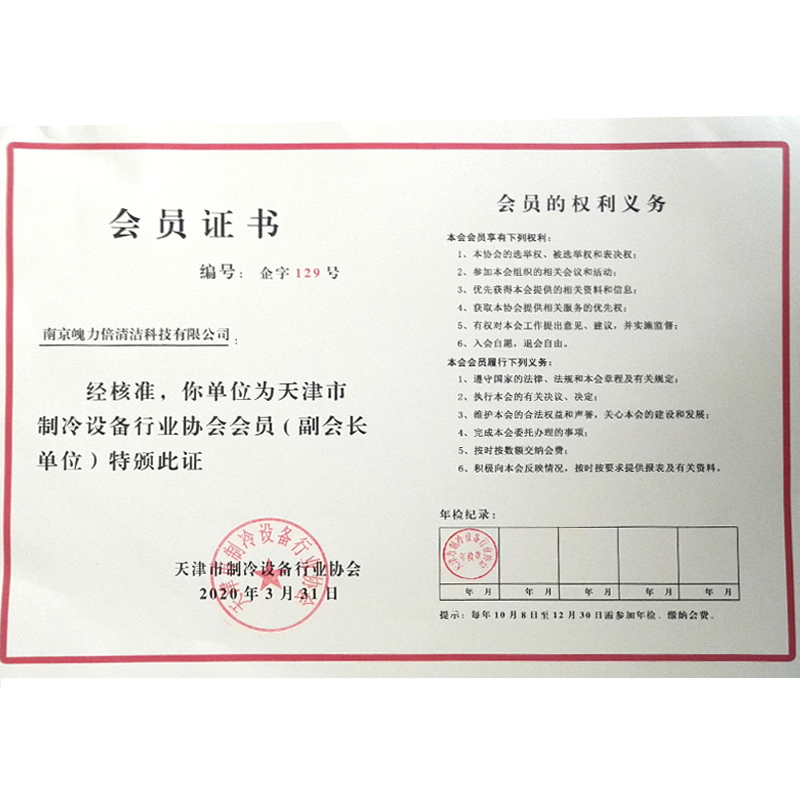 会员证书
编号：企字129号
南京魄力倍清洁科技有限公司：
经核准，你单位为天津市
制冷设备行业协会会员（副会长
单位）特颁此证
天津市制冷设备行业协会
2020年3月31日
天津市制冷设备行业协会
会员的权利义务
本会会员享有下列权利：
1、本协会的选举权、被选举权和表决权；
2、参加本会组织的相关会议和活动；
3、优先获得本会提供的相关资料和信息；
4、获取本协会提供相关服务的优先权；
5、有权对本会工作提出意见、建议，并实施监督；
6、入会自愿，退会自由。
本会会员履行下列义务：
1、遵守国家的法律、法规和本会章程及有关规定；
2、执行本会的有关决议、决定；
3、维护本会的合法权益和声誉，关心本会的建设和发展；
4、完成本会委托办理的事项；
5、按时按数额交纳会费；
6、积极向本会反映情况，按时按要求提供报表及有关资料。
年检纪录：
年 月 年 月 年 月 年 月 年 月
提示：每年10月8日至12月30日需参加年检、缴纳会费。